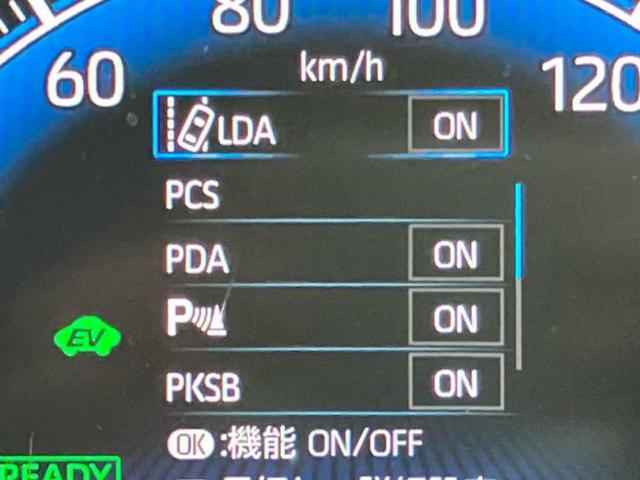 80 100
60 km/h 120
LDA ON
PCS
PDA ON
P ON
PKSB ON
EV
OK :機能 ON/OFF
READY